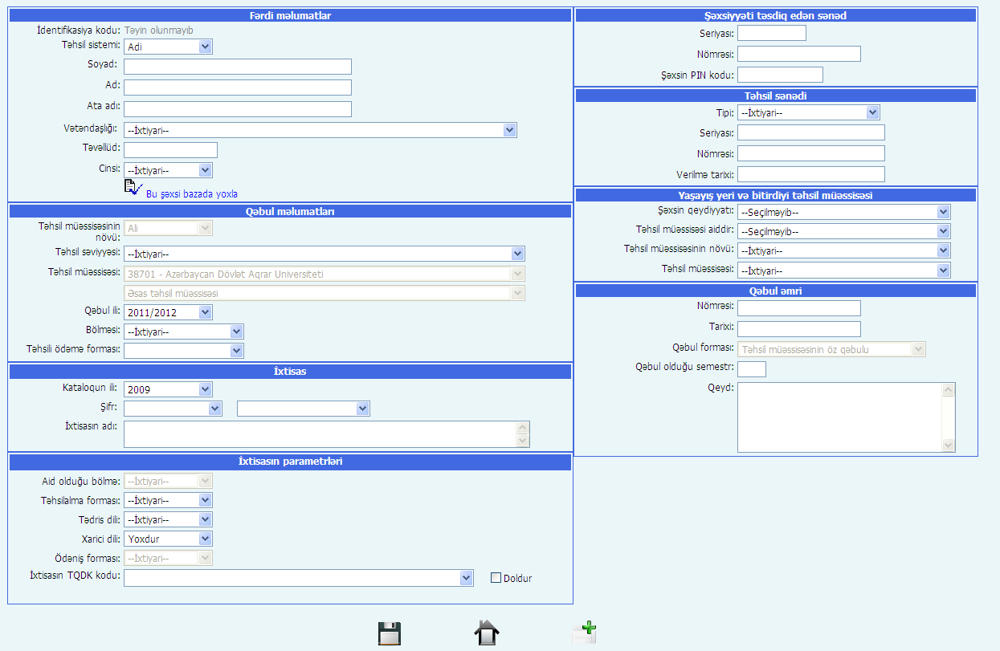 Fərdi məlumatlar
İdentifikasiya kodu: Təyin olunmayıb
Təhsil sistemi: Adi
Soyad:
Ad:
Ata adı:
Vətəndaşlığı: --İxtiyari--
Təvəllüd:
Cinsi: --İxtiyari--
Bu şəxsi bazada yoxla
Qəbul məlumatları
Təhsil müəssisəsinin
növü: Ali
Təhsil səviyyəsi: --İxtiyari--
Təhsil müəssisəsi: 38701 - Azərbaycan Dövlət Aqrar Universiteti
Əsas təhsil müəssisəsi
Qəbul ili: 2011/2012
Bölməsi: --İxtiyari--
Təhsili ödəmə forması:
İxtisas
Kataloqun ili: 2009
Şifr:
İxtisasın adı:
İxtisasın parametrləri
Aid olduğu bölmə: --İxtiyari--
Təhsilalma forması: --İxtiyari--
Tədris dili: --İxtiyari--
Xarici dili: Yoxdur
Ödəniş forması: --İxtiyari--
İxtisasın TQDK kodu: Doldur
Şəxsiyyəti təsdiq edən sənəd
Seriyası:
Nömrəsi:
Şəxsin PIN kodu:
Təhsil sənədi
Tipi: --İxtiyari--
Seriyası:
Nömrəsi:
Verilmə tarixi:
Yaşayış yeri və bitirdiyi təhsil müəssisəsi
Şəxsin qeydiyyatı: --Seçilməyib--
Təhsil müəssisəsi aiddir: --Seçilməyib--
Təhsil müəssisəsinin növü: --İxtiyari--
Təhsil müəssisəsi: --İxtiyari--
Qəbul əmri
Nömrəsi:
Tarixi:
Qəbul forması: Təhsil müəssisəsinin öz qəbulu
Qəbul olduğu semestr:
Qeyd: